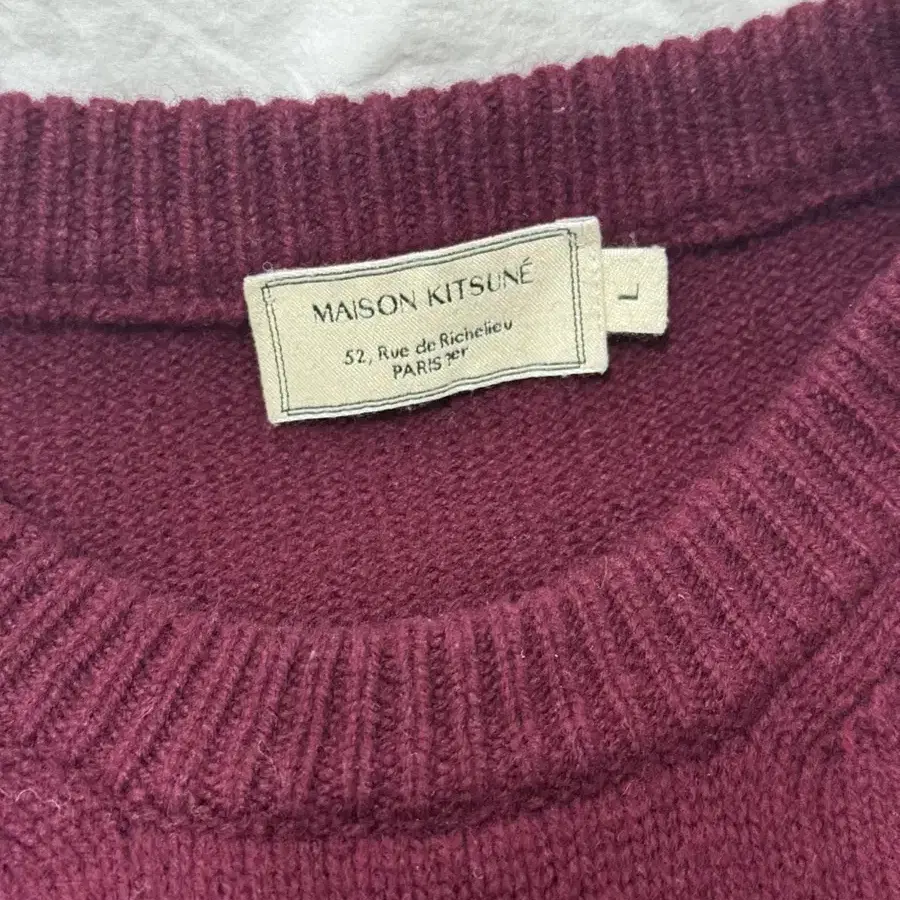 MAISON KITSUNÉ
L
52, Rue de Richelieu
PARIS 1er